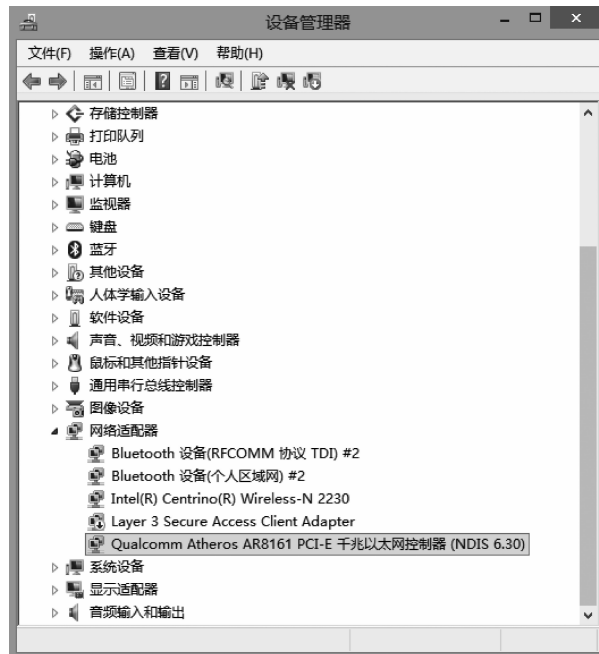 设备管理器
文件(F) 操作(A) 查看(V) 帮助(H)
存储控制器
打印队列
电池
计算机
监视器
键盘
蓝牙
其他设备
人体学输入设备
软件设备
声音、视频和游戏控制器
鼠标和其他指针设备
通用串行总线控制器
图像设备
网络适配器
Bluetooth 设备(RFCOMM 协议 TDI) #2
Bluetooth 设备(个人区域网) #2
Intel(R) Centrino(R) Wireless-N 2230
Layer 3 Secure Access Client Adapter
Qualcomm Atheros AR8161 PCI-E 千兆以太网控制器 (NDIS 6.30)
系统设备
显示适配器
音频输入和输出